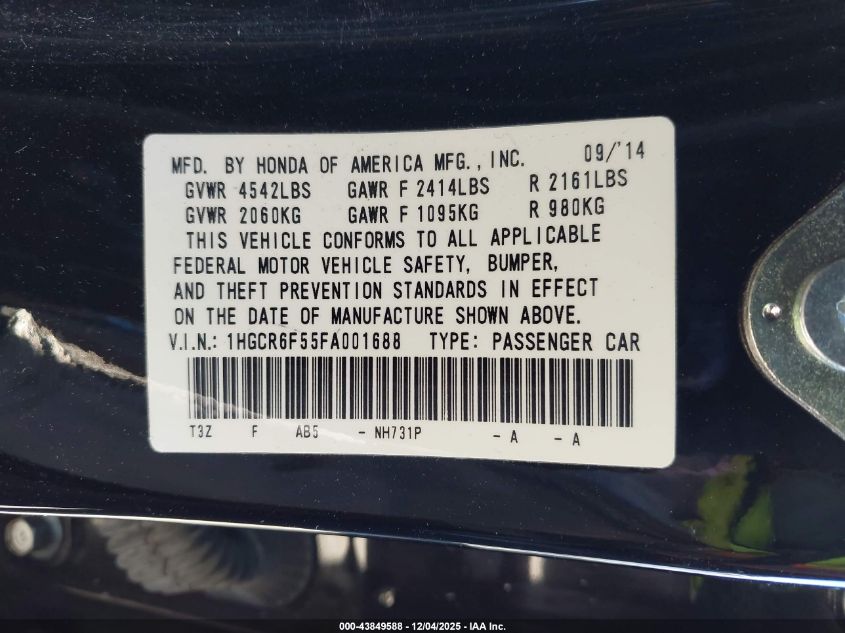 MFD. BY HONDA OF AMERICA MFG., INC. 09/'14
GVWR 4542LBS GAWR F 2414LBS R 2161LBS
GVWR 2060KG GAWR F 1095KG R 980KG
THIS VEHICLE CONFORMS TO ALL APPLICABLE
FEDERAL MOTOR VEHICLE SAFETY, BUMPER,
AND THEFT PREVENTION STANDARDS IN EFFECT
ON THE DATE OF MANUFACTURE SHOWN ABOVE.
V.I.N.: 1HGCR6F55FA001688 TYPE: PASSENGER CAR
T3Z F AB5 - NH731P - A - A
000-43849588 - 12/04/2025 - IAA Inc.